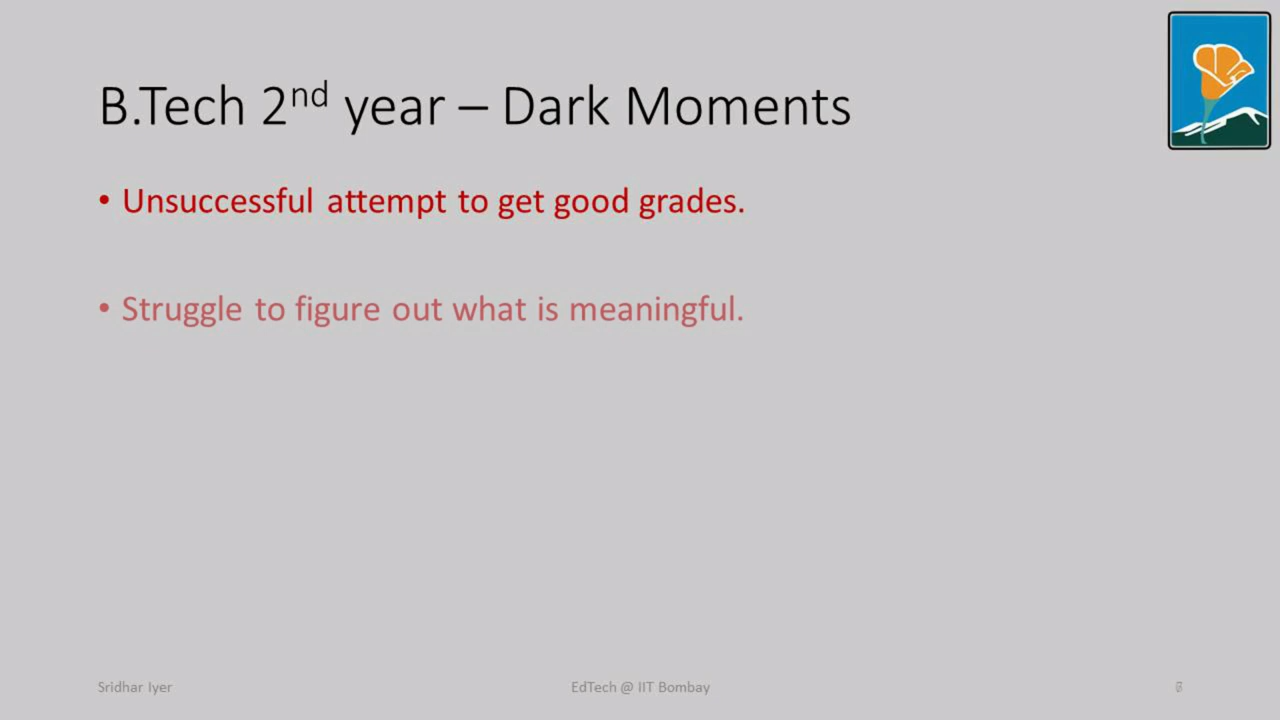 B.Tech 2nd year – Dark Moments
• Unsuccessful attempt to get good grades.
• Struggle to figure out what is meaningful.
Sridhar Iyer
EdTech @ IIT Bombay